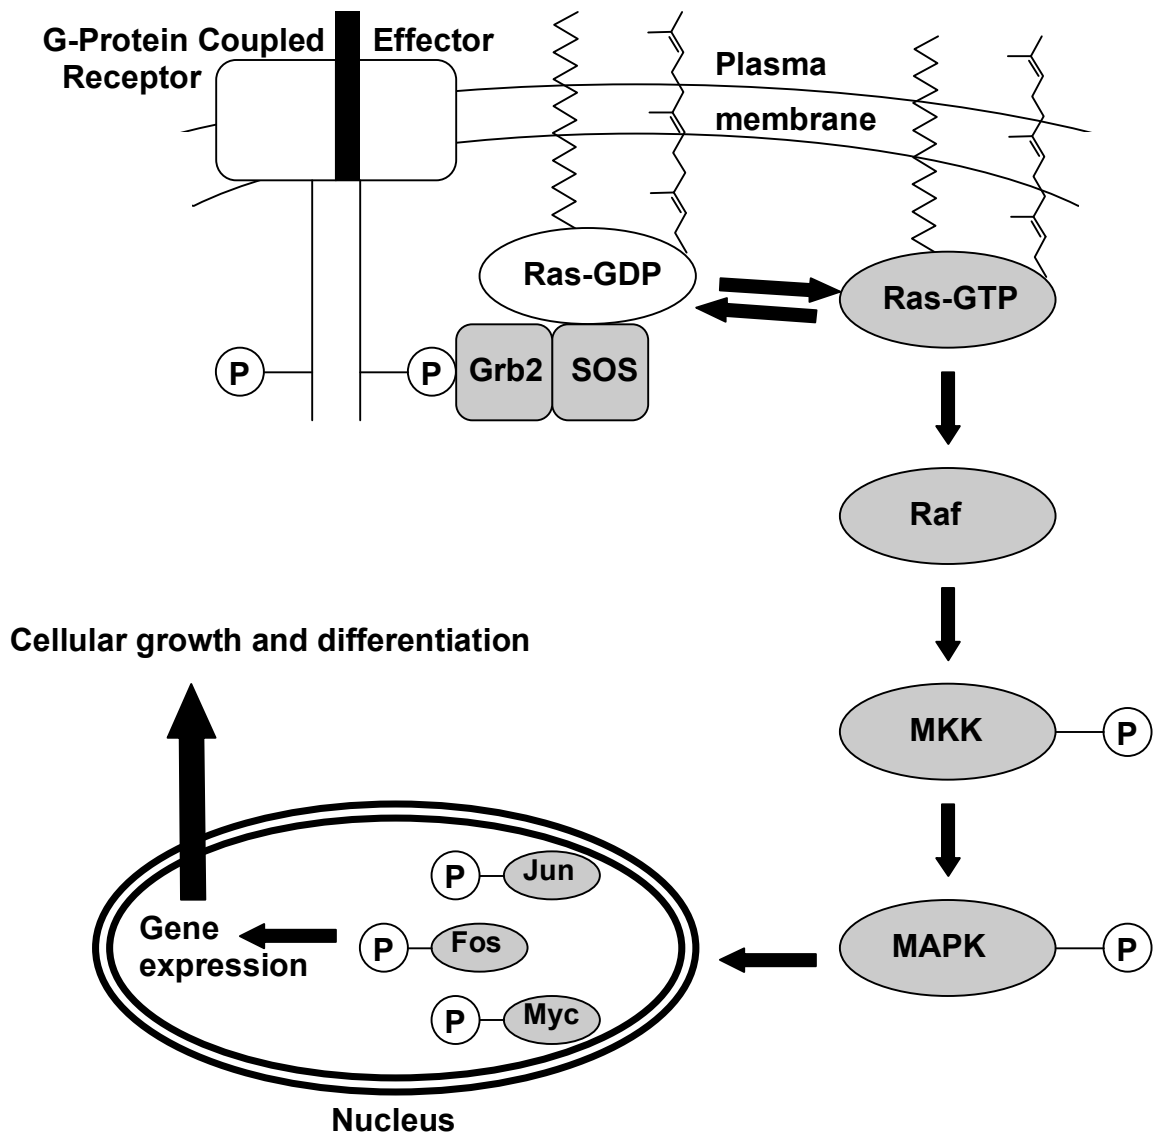 G-Protein Coupled
Receptor
Effector
Plasma
membrane
Ras-GDP
Ras-GTP
P
P
Grb2
SOS
Raf
Cellular growth and differentiation
MKK
P
P
Jun
Gene
expression
P
Fos
MAPK
P
P
Myc
Nucleus